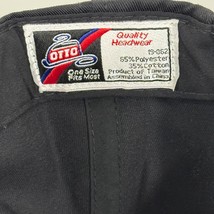 OTTO
One Size
Fits Most
Quality
Headwear
19-062
65%Polyester
35%Cotton
Product of Taiwan
Assembled in China